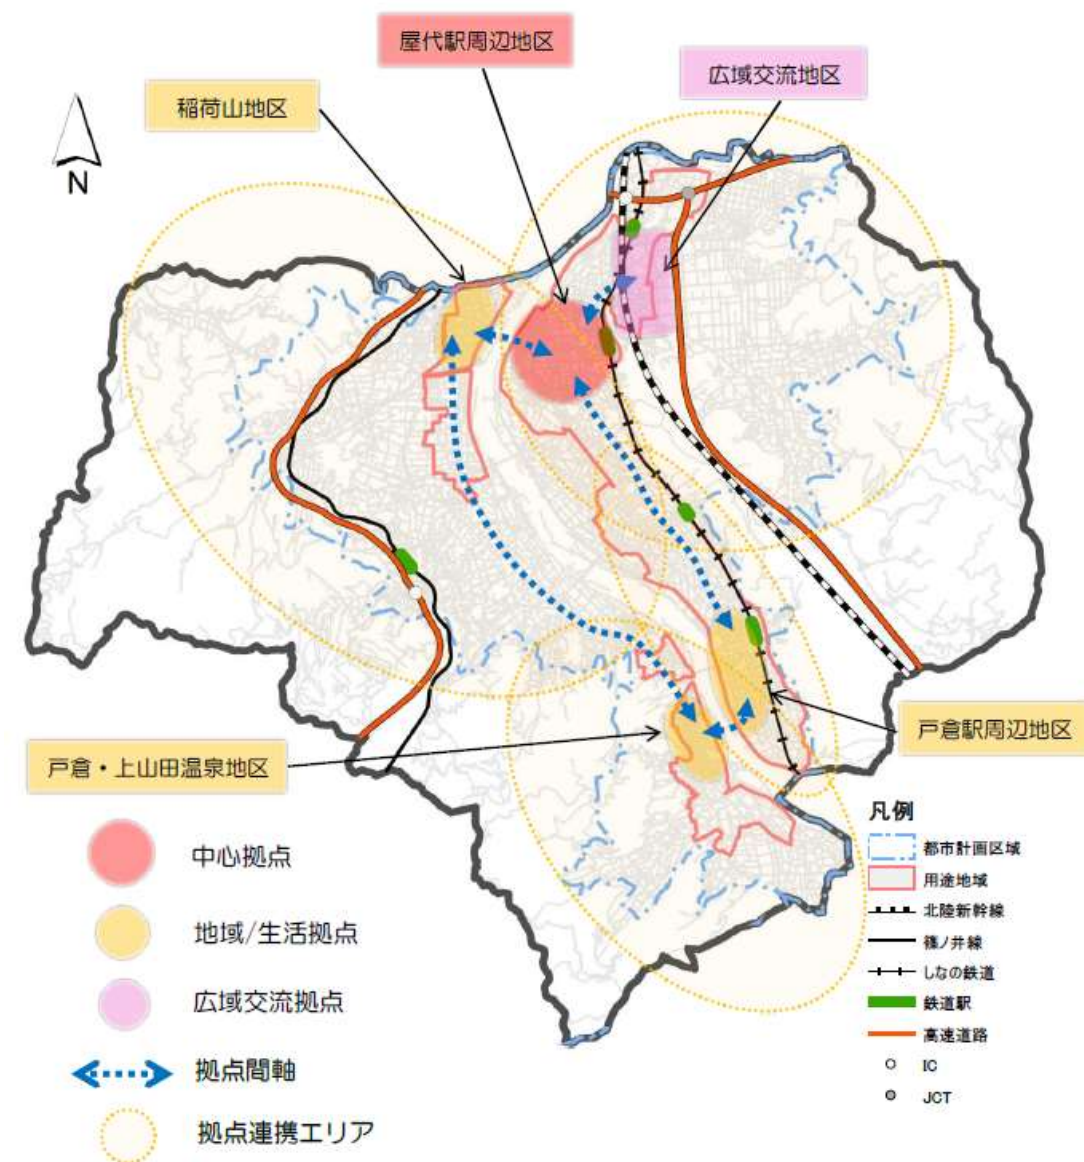 屋代駅周辺地区
広域交流地区
稲荷山地区
N
戸倉駅周辺地区
戸倉・上山田温泉地区
中心拠点
地域/生活拠点
広域交流拠点
拠点間軸
拠点連携エリア
凡例
都市計画区域
用途地域
北陸新幹線
篠ノ井線
しなの鉄道
鉄道駅
高速道路
IC
JCT